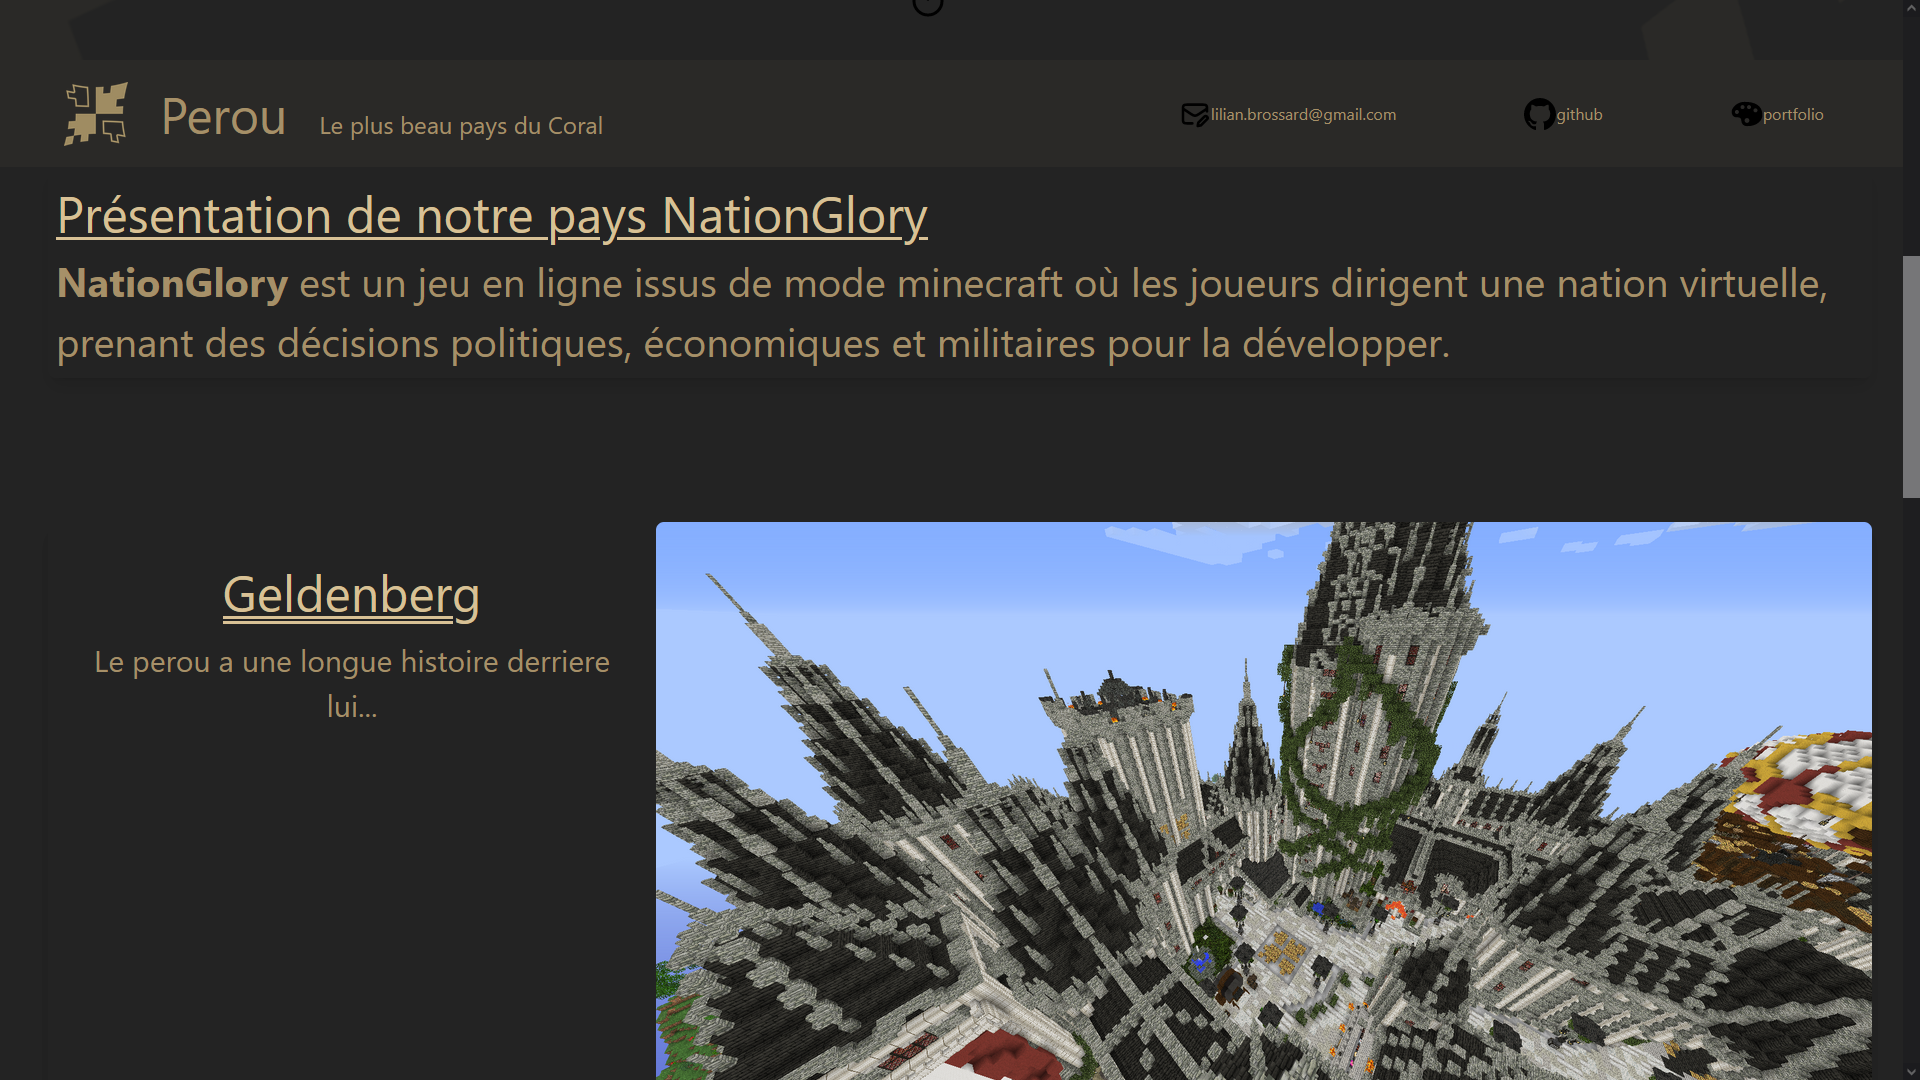 Perou
Le plus beau pays du Coral
lilian.brossard@gmail.com
github
portfolio
Présentation de notre pays NationGlory
NationGlory est un jeu en ligne issus de mode minecraft où les joueurs dirigent une nation virtuelle,
prenant des décisions politiques, économiques et militaires pour la développer.
Geldenberg
Le perou a une longue histoire derriere
lui...